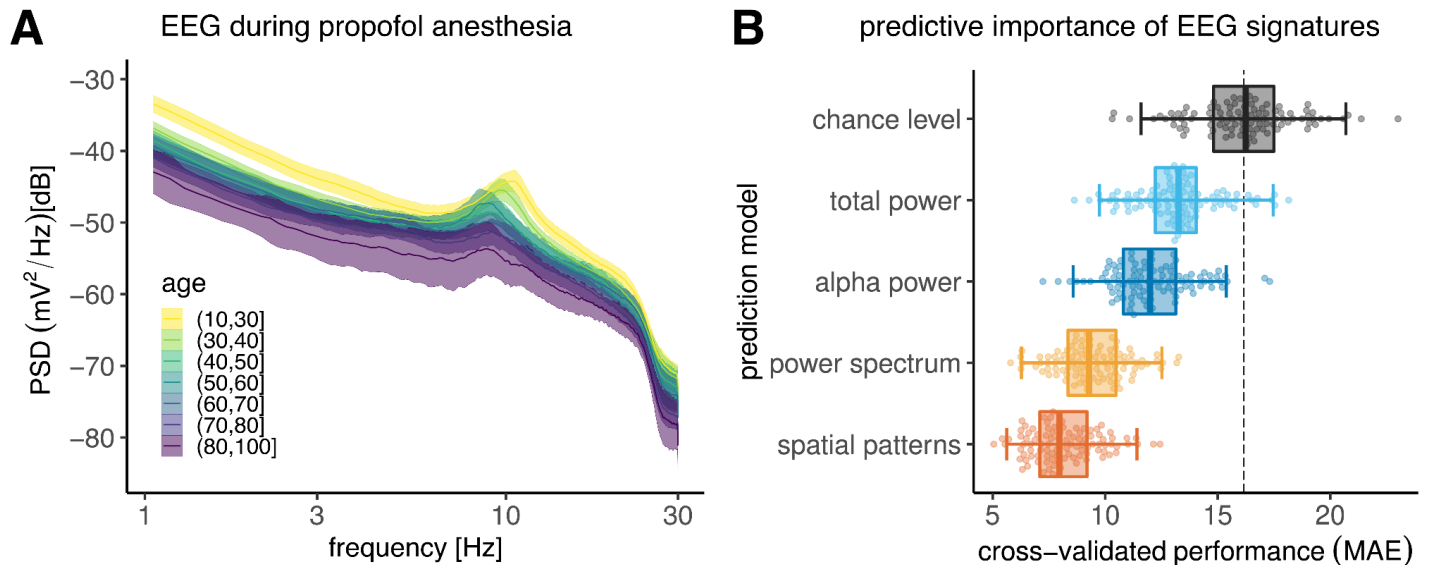 A
EEG during propofol anesthesia
PSD (mV²/Hz)[dB]
−30
−40
−50
−60
−70
−80
age
(10,30]
(30,40]
(40,50]
(50,60]
(60,70]
(70,80]
(80,100]
1
3
10
30
frequency [Hz]
B
predictive importance of EEG signatures
prediction model
chance level
total power
alpha power
power spectrum
spatial patterns
5
10
15
20
cross−validated performance (MAE)